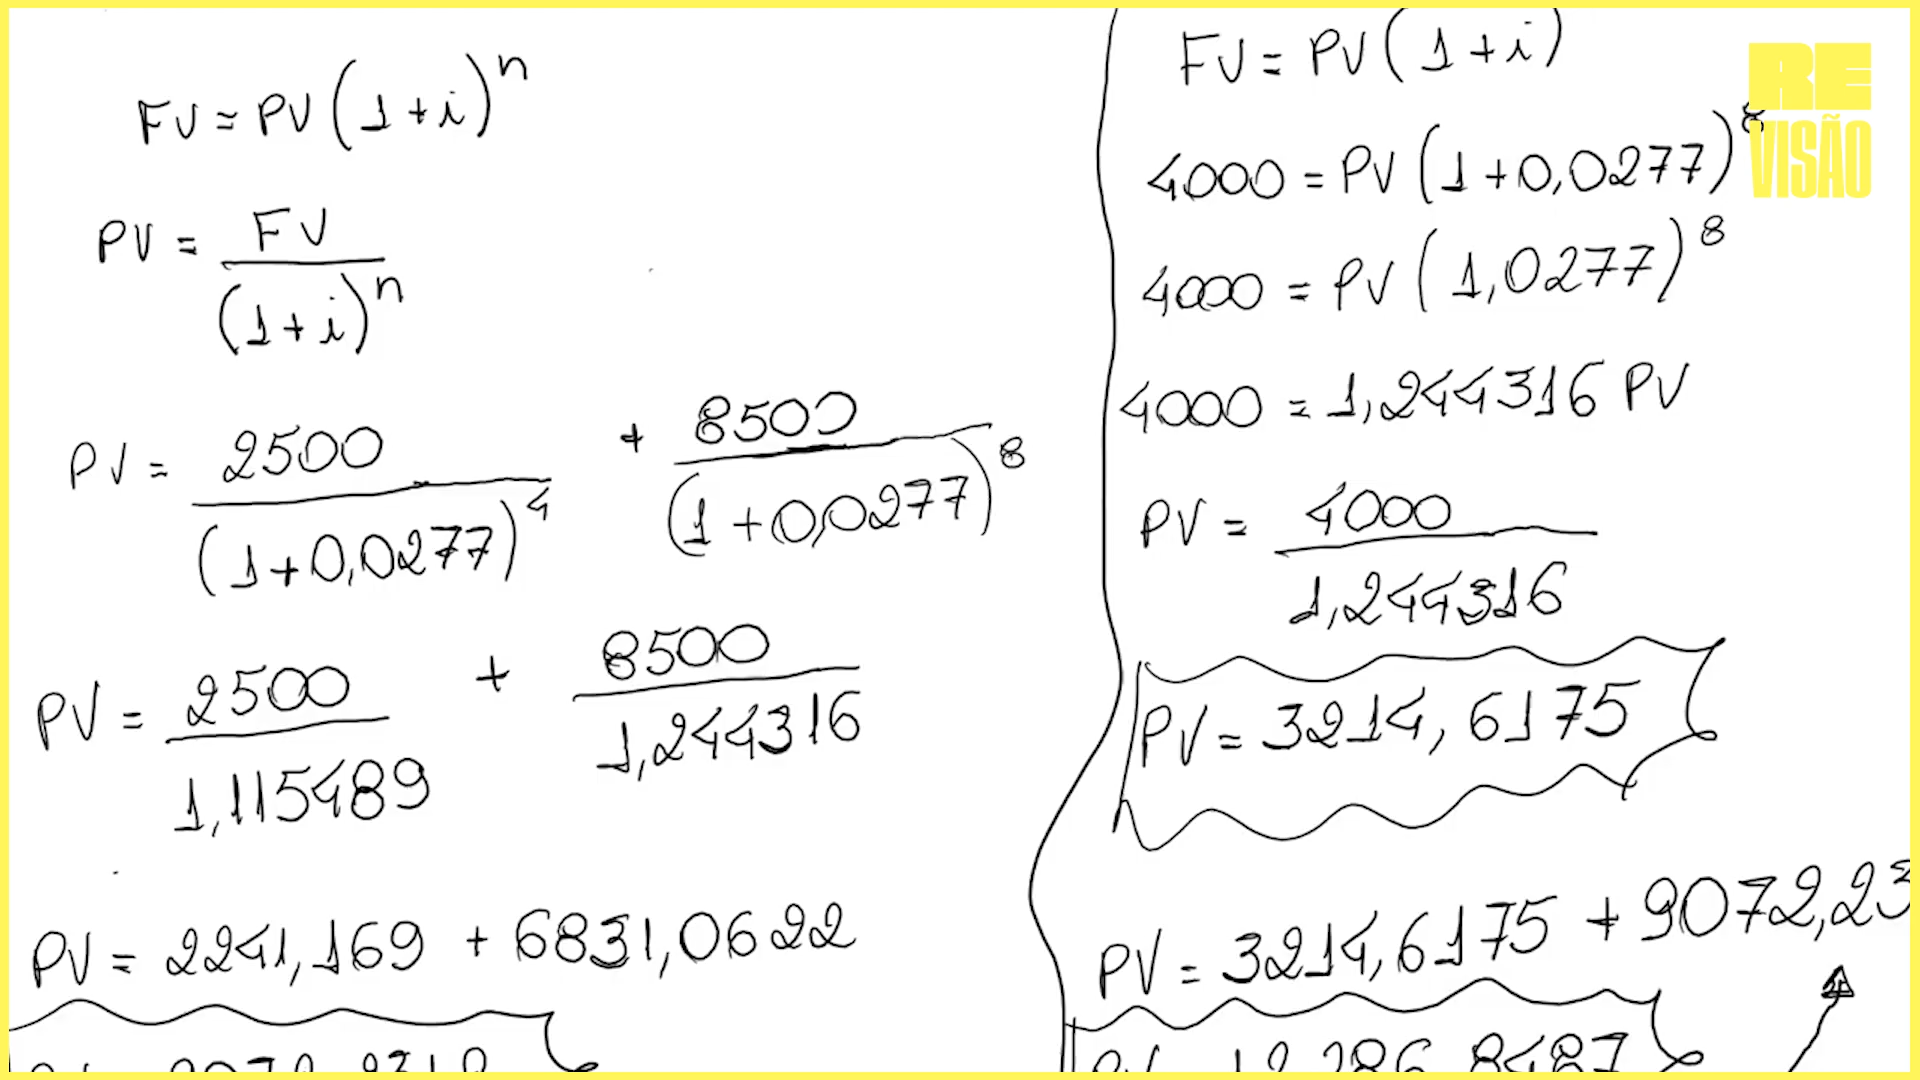 FV = PV (1 + i)^n
PV = FV / (1 + i)^n
PV = 2500 / (1 + 0,0277)^4 + 8500 / (1 + 0,0277)^8
PV = 2500 / 1,115489 + 8500 / 1,244316
PV = 2241,169 + 6831,0622
FV = PV (1 + i)
4000 = PV (1 + 0,0277)^8
4000 = PV (1,0277)^8
4000 = 1,244316 PV
PV = 4000 / 1,244316
PV = 3214,6175
PV = 3214,6175 + 9072,23
RE
VISÃO